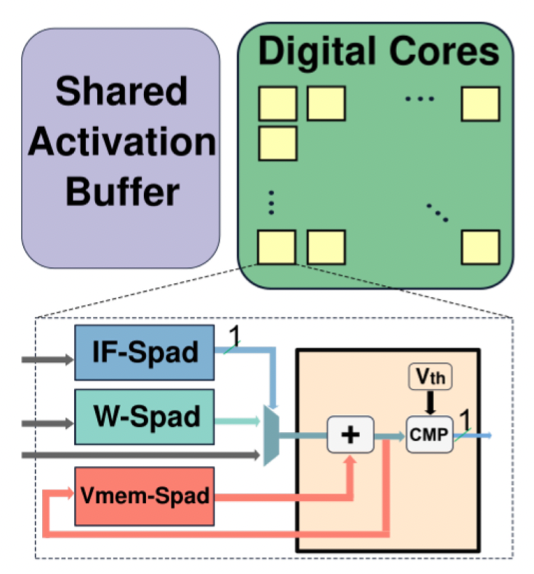 Shared
Activation
Buffer
Digital Cores
...
IF-Spad
1
W-Spad
Vmem-Spad
+
Vth
CMP
1